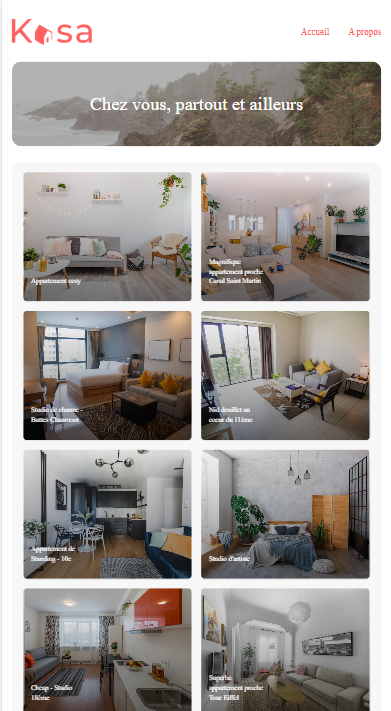 Kasa
Accueil A propos
Chez vous, partout et ailleurs
Appartement cosy
Magnifique
appartement proche
Canal Saint Martin
Studio de charme -
Buttes Chaumont
Nid douillet au
coeur du 11ème
Appartement de
Standing - 10e
Studio d'artiste
Cheap - Studio
18ème
Superbe
appartement proche
Tour Eiffel